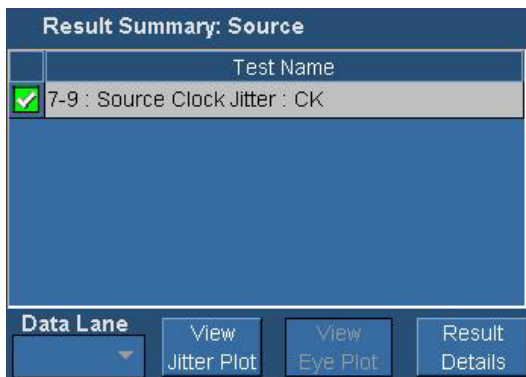 Result Summary: Source
Test Name
7-9 : Source Clock Jitter : CK
Data Lane
View
Jitter Plot
View
Eye Plot
Result
Details